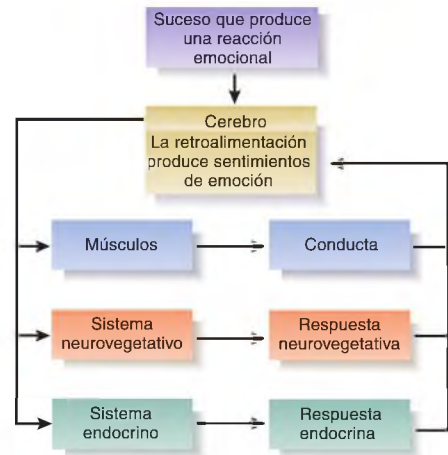 Suceso que produce
una reacción
emocional
Cerebro
La retroalimentación
produce sentimientos
de emoción
Músculos
Conducta
Sistema
neurovegetativo
Respuesta
neurovegetativa
Sistema
endocrino
Respuesta
endocrina